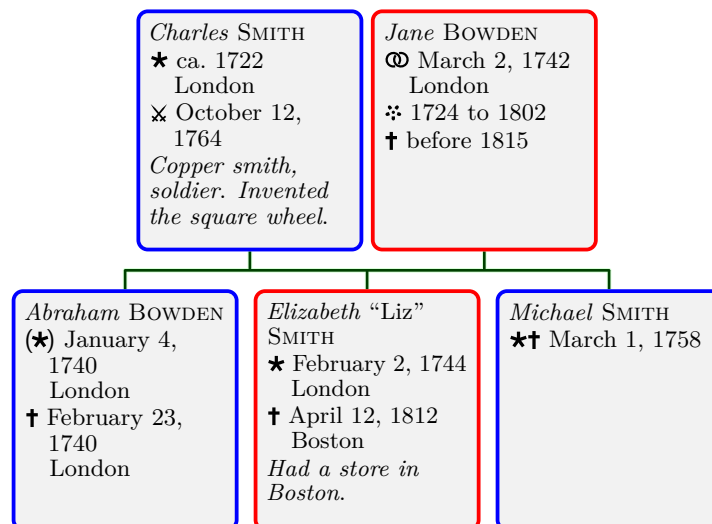 Charles SMITH
* ca. 1722
London
⚔ October 12,
1764
Copper smith,
soldier. Invented
the square wheel.
Jane BOWDEN
⚭ March 2, 1742
London
⁘ 1724 to 1802
† before 1815
Abraham BOWDEN
(*) January 4,
1740
London
† February 23,
1740
London
Elizabeth “Liz”
SMITH
* February 2, 1744
London
† April 12, 1812
Boston
Had a store in
Boston.
Michael SMITH
*† March 1, 1758